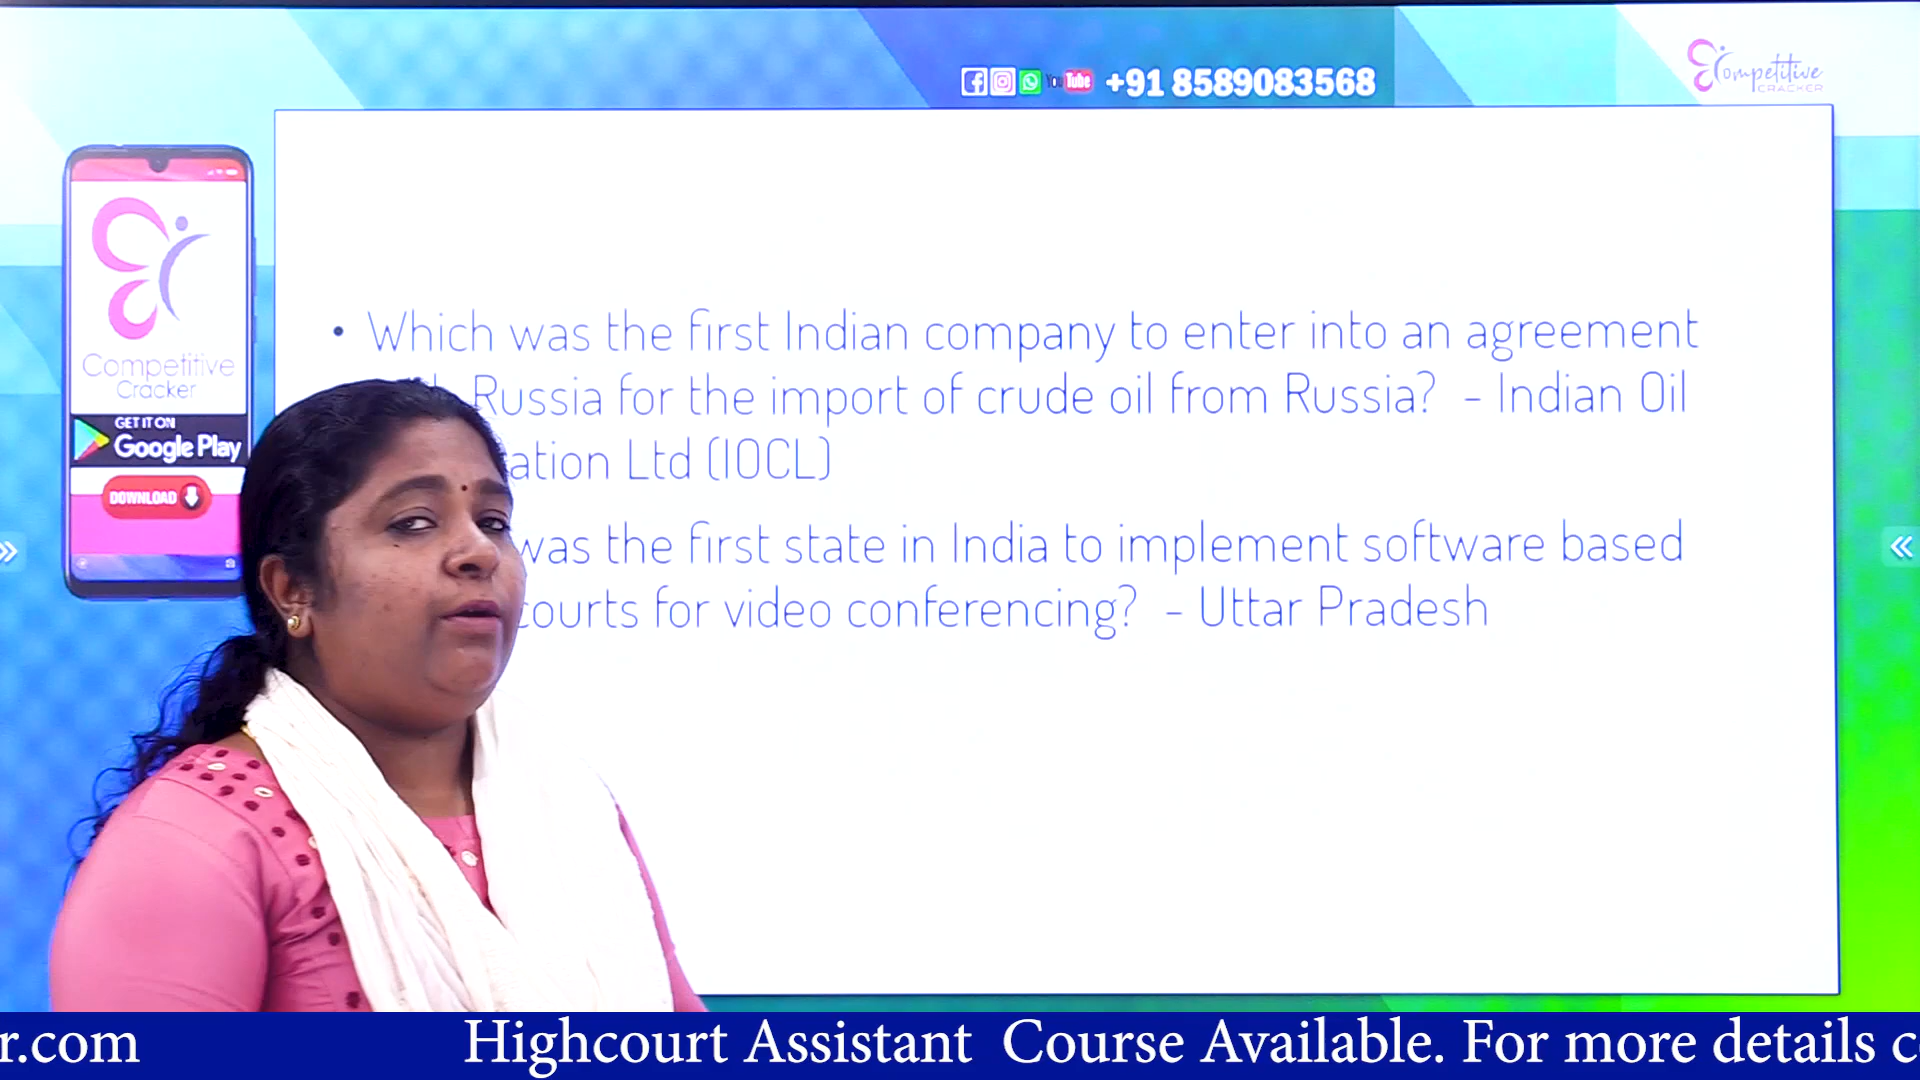 +91 8589083568
Competitive
CRACKER
Competitive
Cracker
GET IT ON
Google Play
DOWNLOAD
• Which was the first Indian company to enter into an agreement
Russia for the import of crude oil from Russia? - Indian Oil
ation Ltd (IOCL)
was the first state in India to implement software based
courts for video conferencing? - Uttar Pradesh
r.com Highcourt Assistant Course Available. For more details c